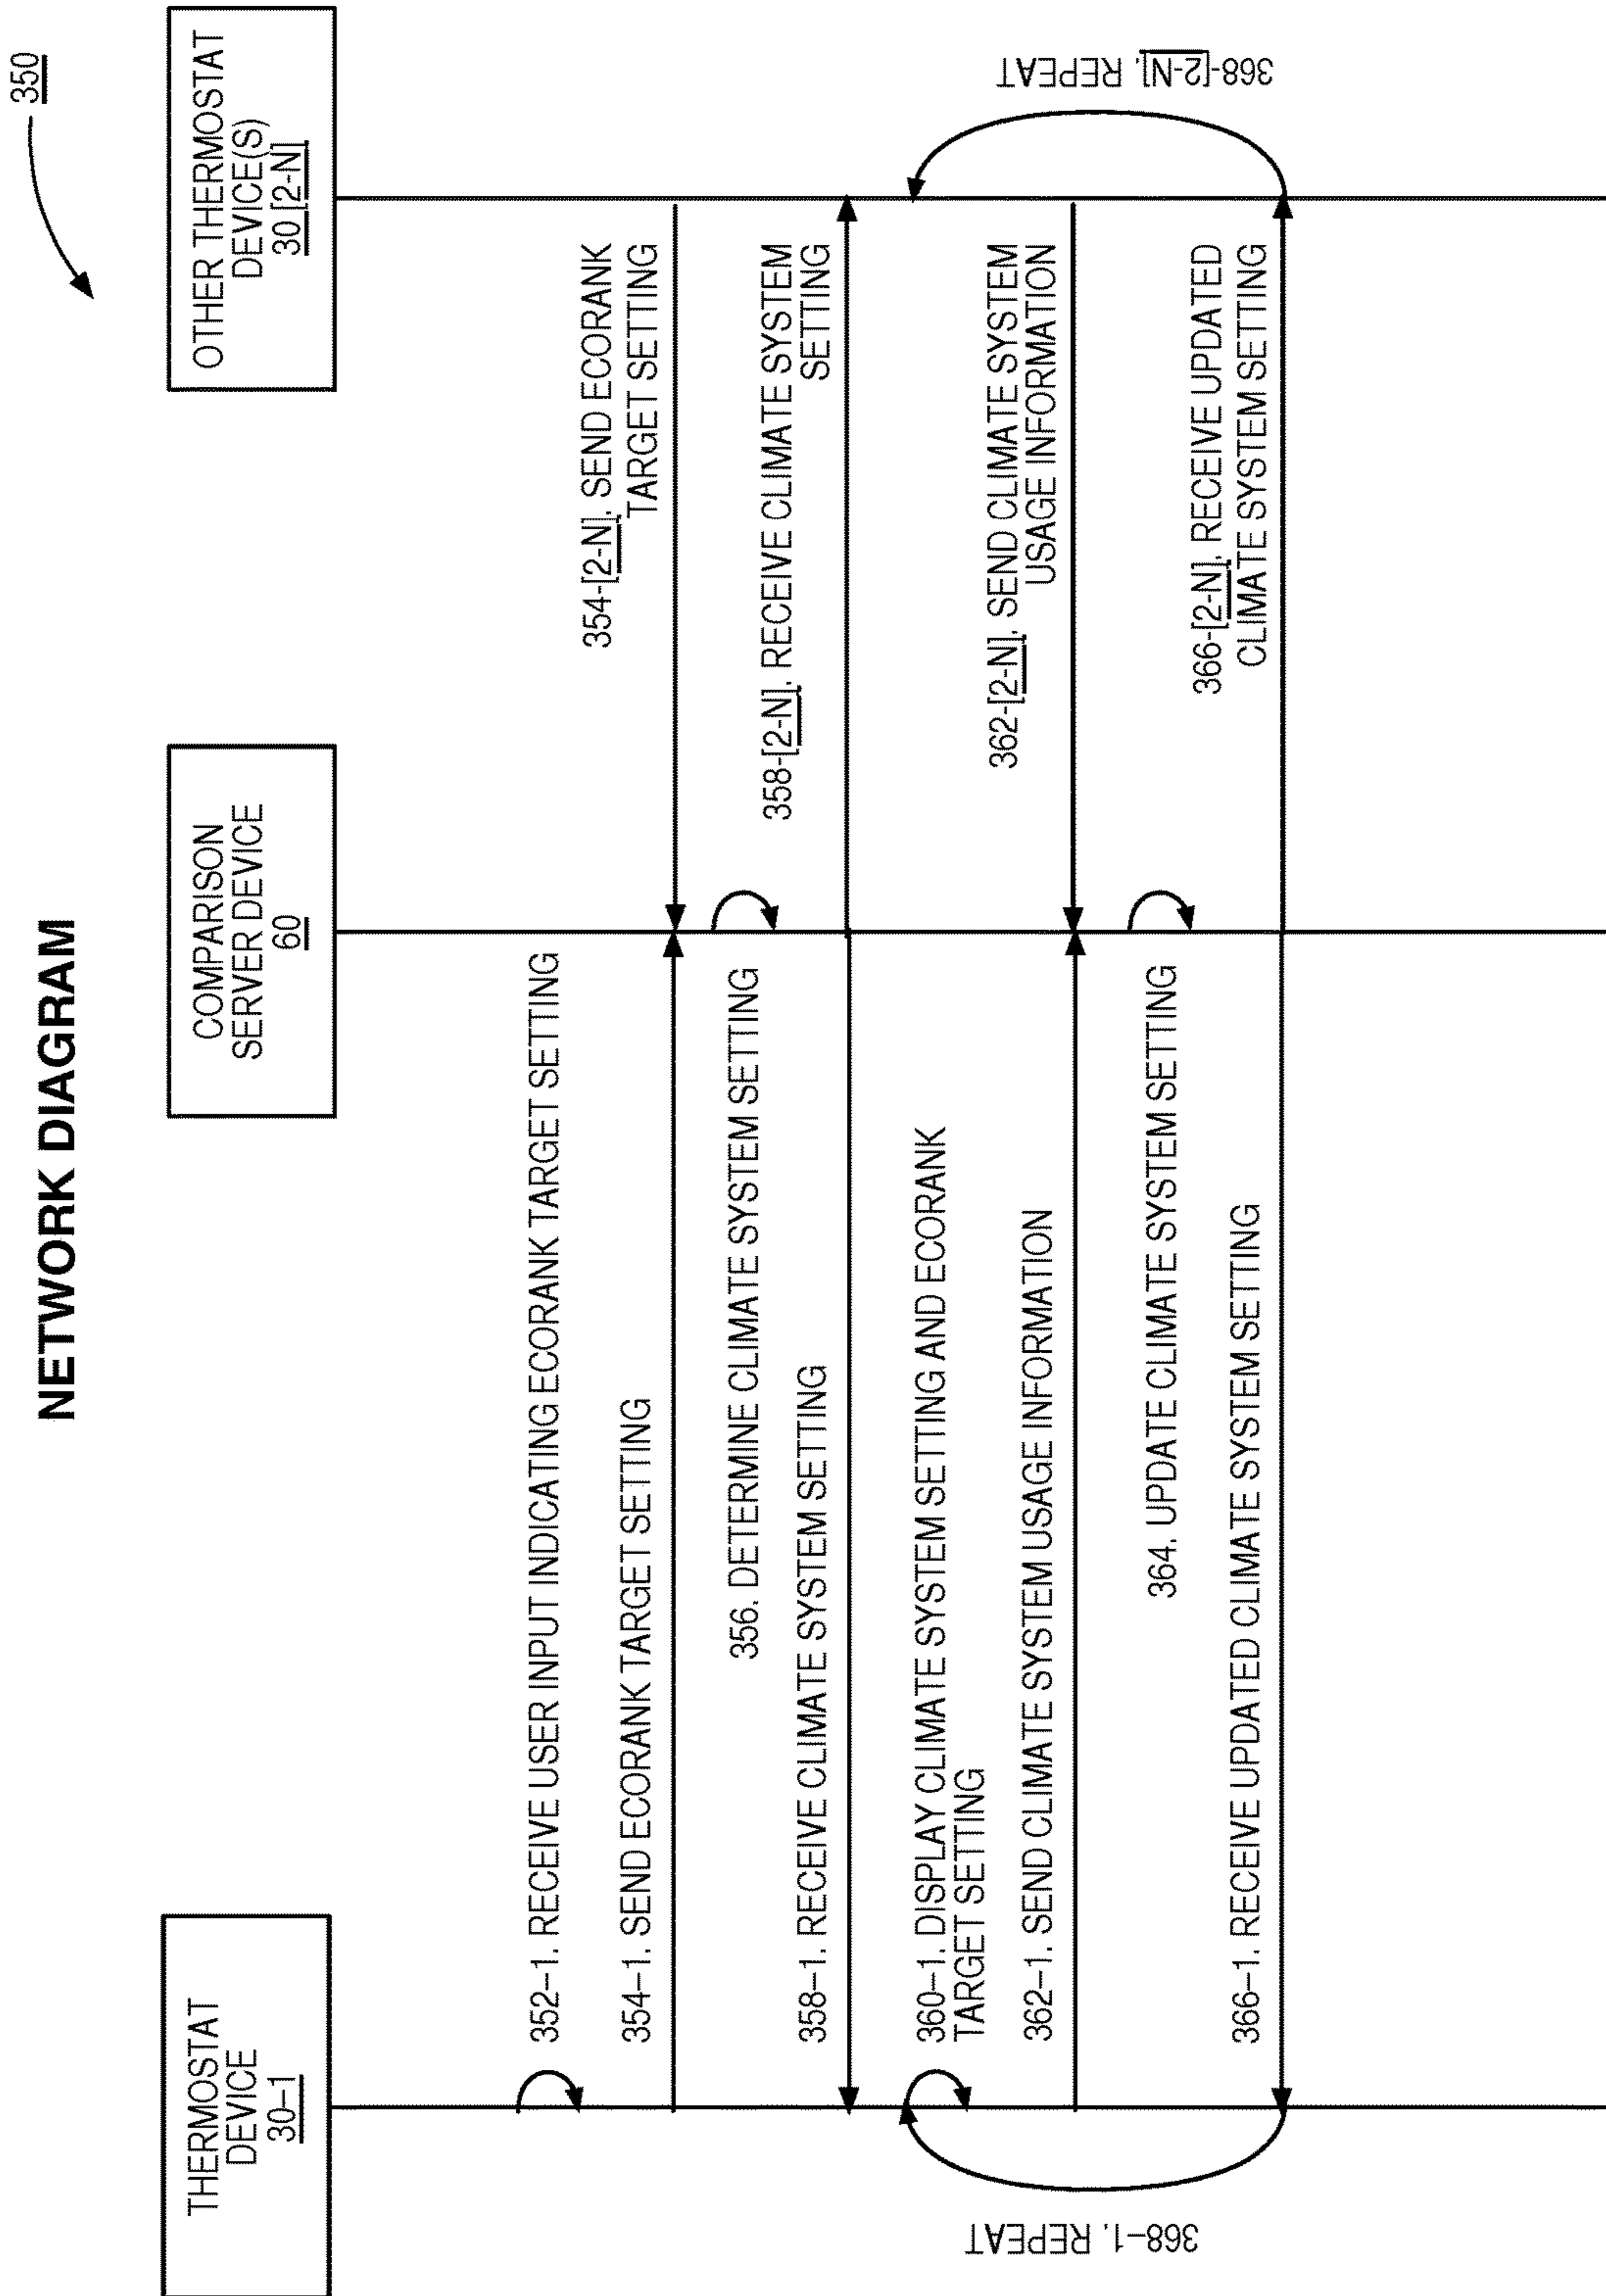 NETWORK DIAGRAM
350
THERMOSTAT
DEVICE
30–1
COMPARISON
SERVER DEVICE
60
OTHER THERMOSTAT
DEVICE(S)
30 [2-N]
352–1. RECEIVE USER INPUT INDICATING ECORANK TARGET SETTING
354–1. SEND ECORANK TARGET SETTING
354-[2-N]. SEND ECORANK
TARGET SETTING
356. DETERMINE CLIMATE SYSTEM SETTING
358–1. RECEIVE CLIMATE SYSTEM SETTING
358-[2-N]. RECEIVE CLIMATE SYSTEM
SETTING
360–1. DISPLAY CLIMATE SYSTEM SETTING AND ECORANK
TARGET SETTING
362–1. SEND CLIMATE SYSTEM USAGE INFORMATION
362-[2-N]. SEND CLIMATE SYSTEM
USAGE INFORMATION
364. UPDATE CLIMATE SYSTEM SETTING
366–1. RECEIVE UPDATED CLIMATE SYSTEM SETTING
366-[2-N]. RECEIVE UPDATED
CLIMATE SYSTEM SETTING
368–1. REPEAT
368-[2-N]. REPEAT